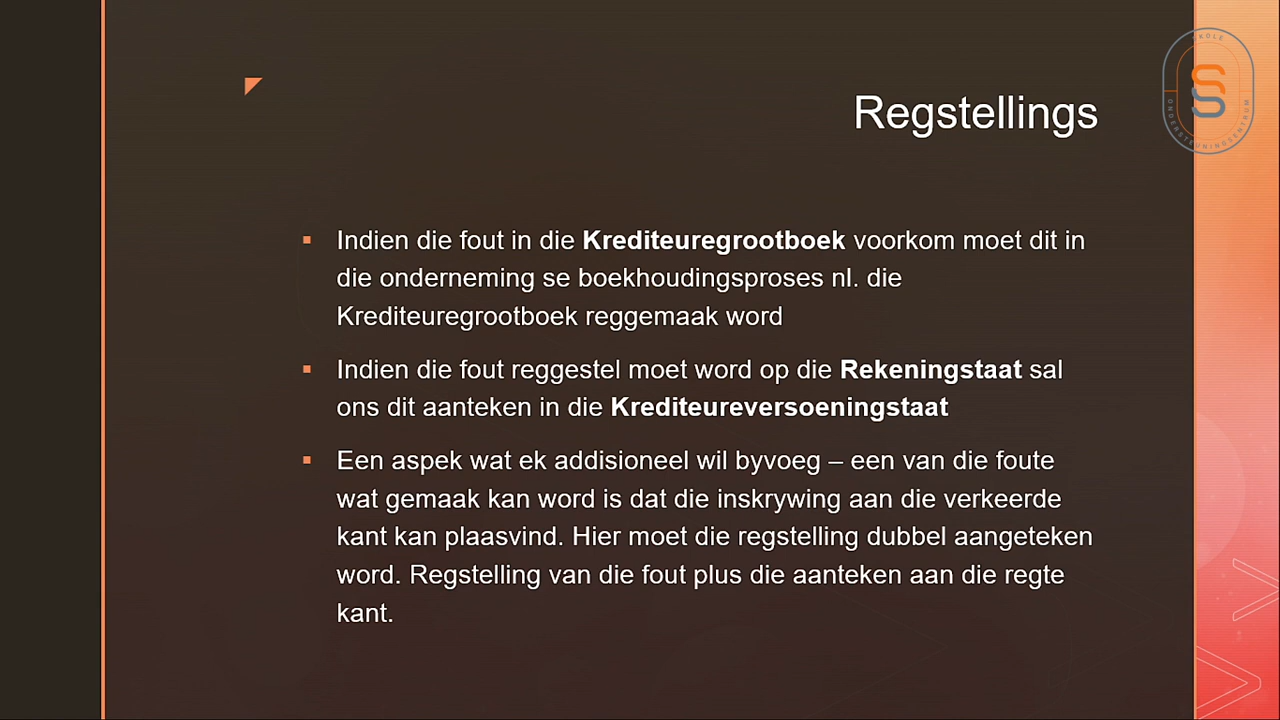 Regstellings
SKOLE
ONDERSTEUNINGSENTRUM
Indien die fout in die Krediteuregrootboek voorkom moet dit in
die onderneming se boekhoudingsproses nl. die
Krediteuregrootboek reggemaak word
Indien die fout reggestel moet word op die Rekeningstaat sal
ons dit aanteken in die Krediteureversoeningstaat
Een aspek wat ek addisioneel wil byvoeg – een van die foute
wat gemaak kan word is dat die inskrywing aan die verkeerde
kant kan plaasvind. Hier moet die regstelling dubbel aangeteken
word. Regstelling van die fout plus die aanteken aan die regte
kant.